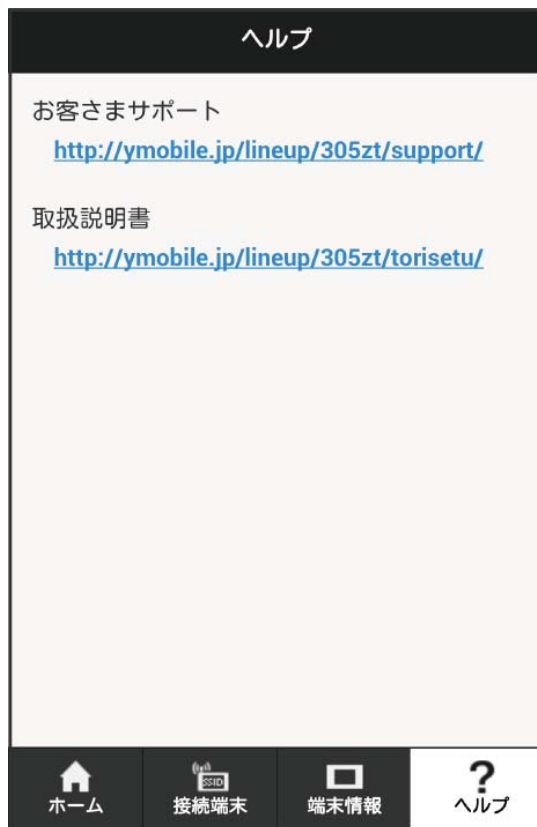 ヘルプ
お客さまサポート
http://ymobile.jp/lineup/305zt/support/
取扱説明書
http://ymobile.jp/lineup/305zt/torisetu/
SSID
ホーム 接続端末 端末情報 ヘルプ